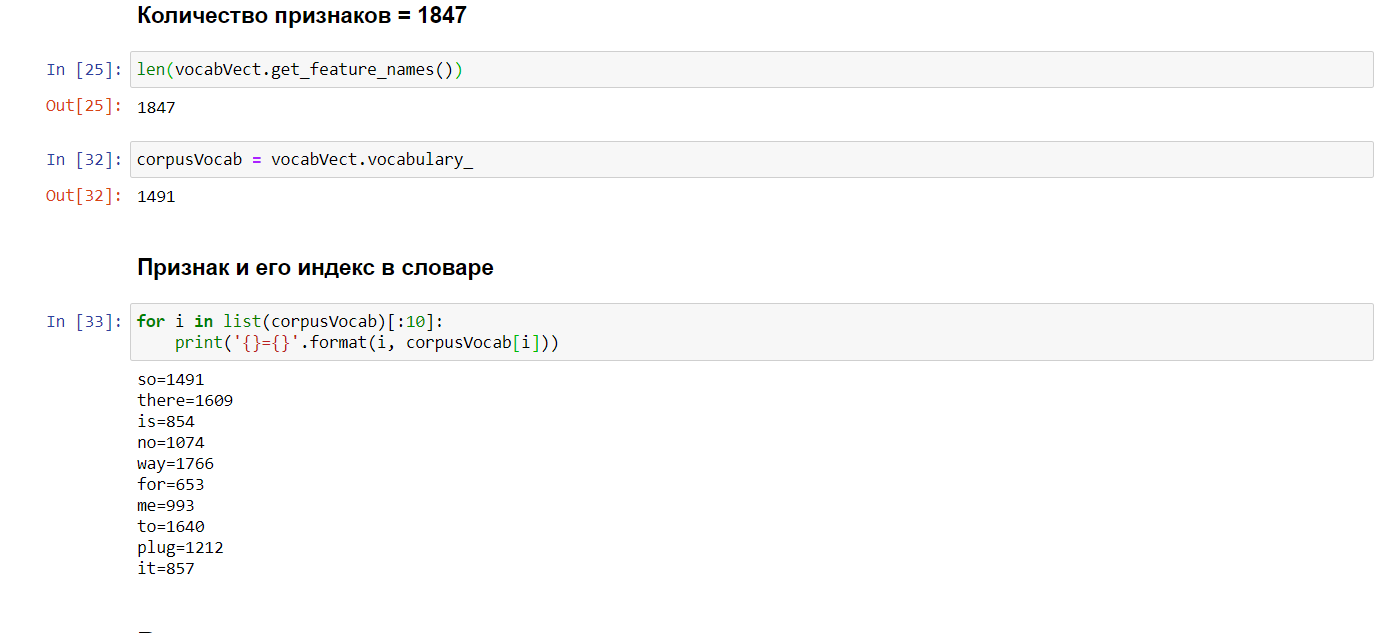 Количество признаков = 1847
In [25]: len(vocabVect.get_feature_names())
Out[25]: 1847
In [32]: corpusVocab = vocabVect.vocabulary_
Out[32]: 1491
Признак и его индекс в словаре
In [33]: for i in list(corpusVocab)[:10]:
    print('{}={}'.format(i, corpusVocab[i]))
so=1491
there=1609
is=854
no=1074
way=1766
for=653
me=993
to=1640
plug=1212
it=857